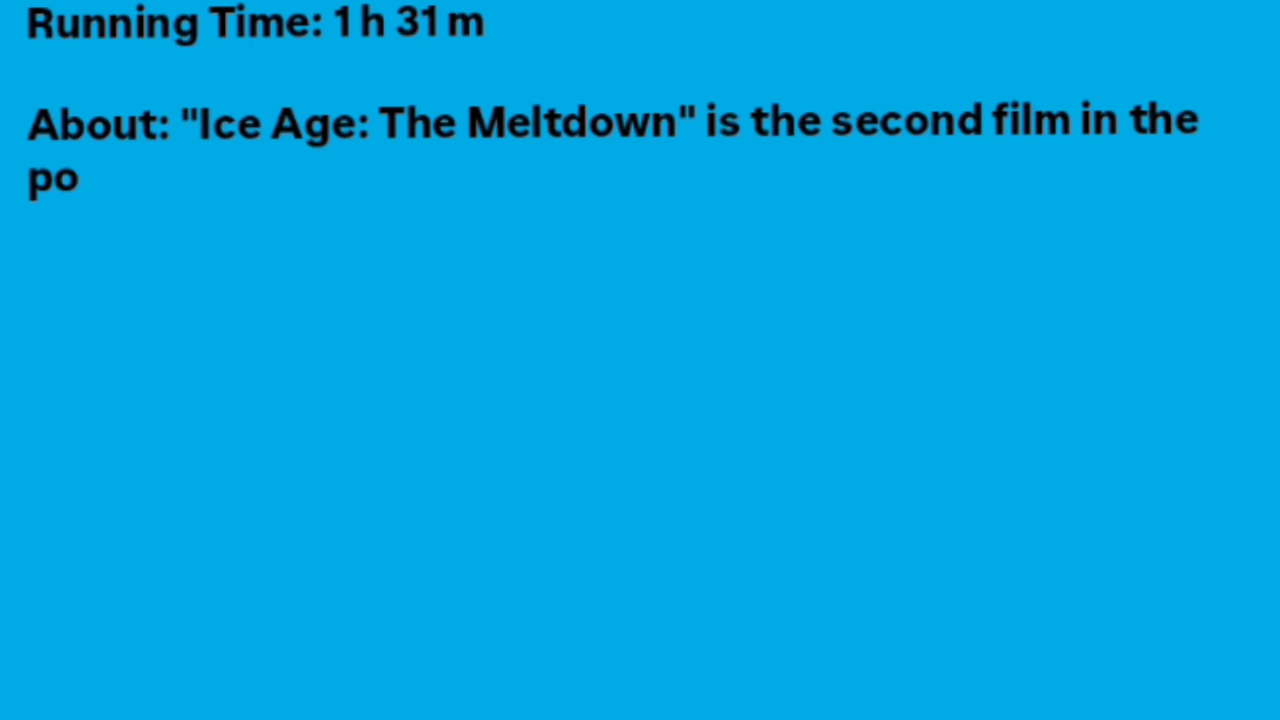 Running Time: 1 h 31 m
About: "Ice Age: The Meltdown" is the second film in the
po